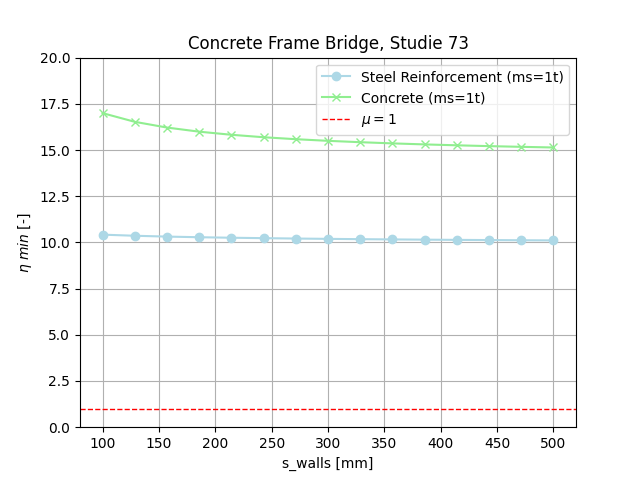 Concrete Frame Bridge, Studie 73
20.0
17.5
15.0
12.5
10.0
7.5
5.0
2.5
0.0
η min [-]
Steel Reinforcement (ms=1t)
Concrete (ms=1t)
μ = 1
100 150 200 250 300 350 400 450 500
s_walls [mm]